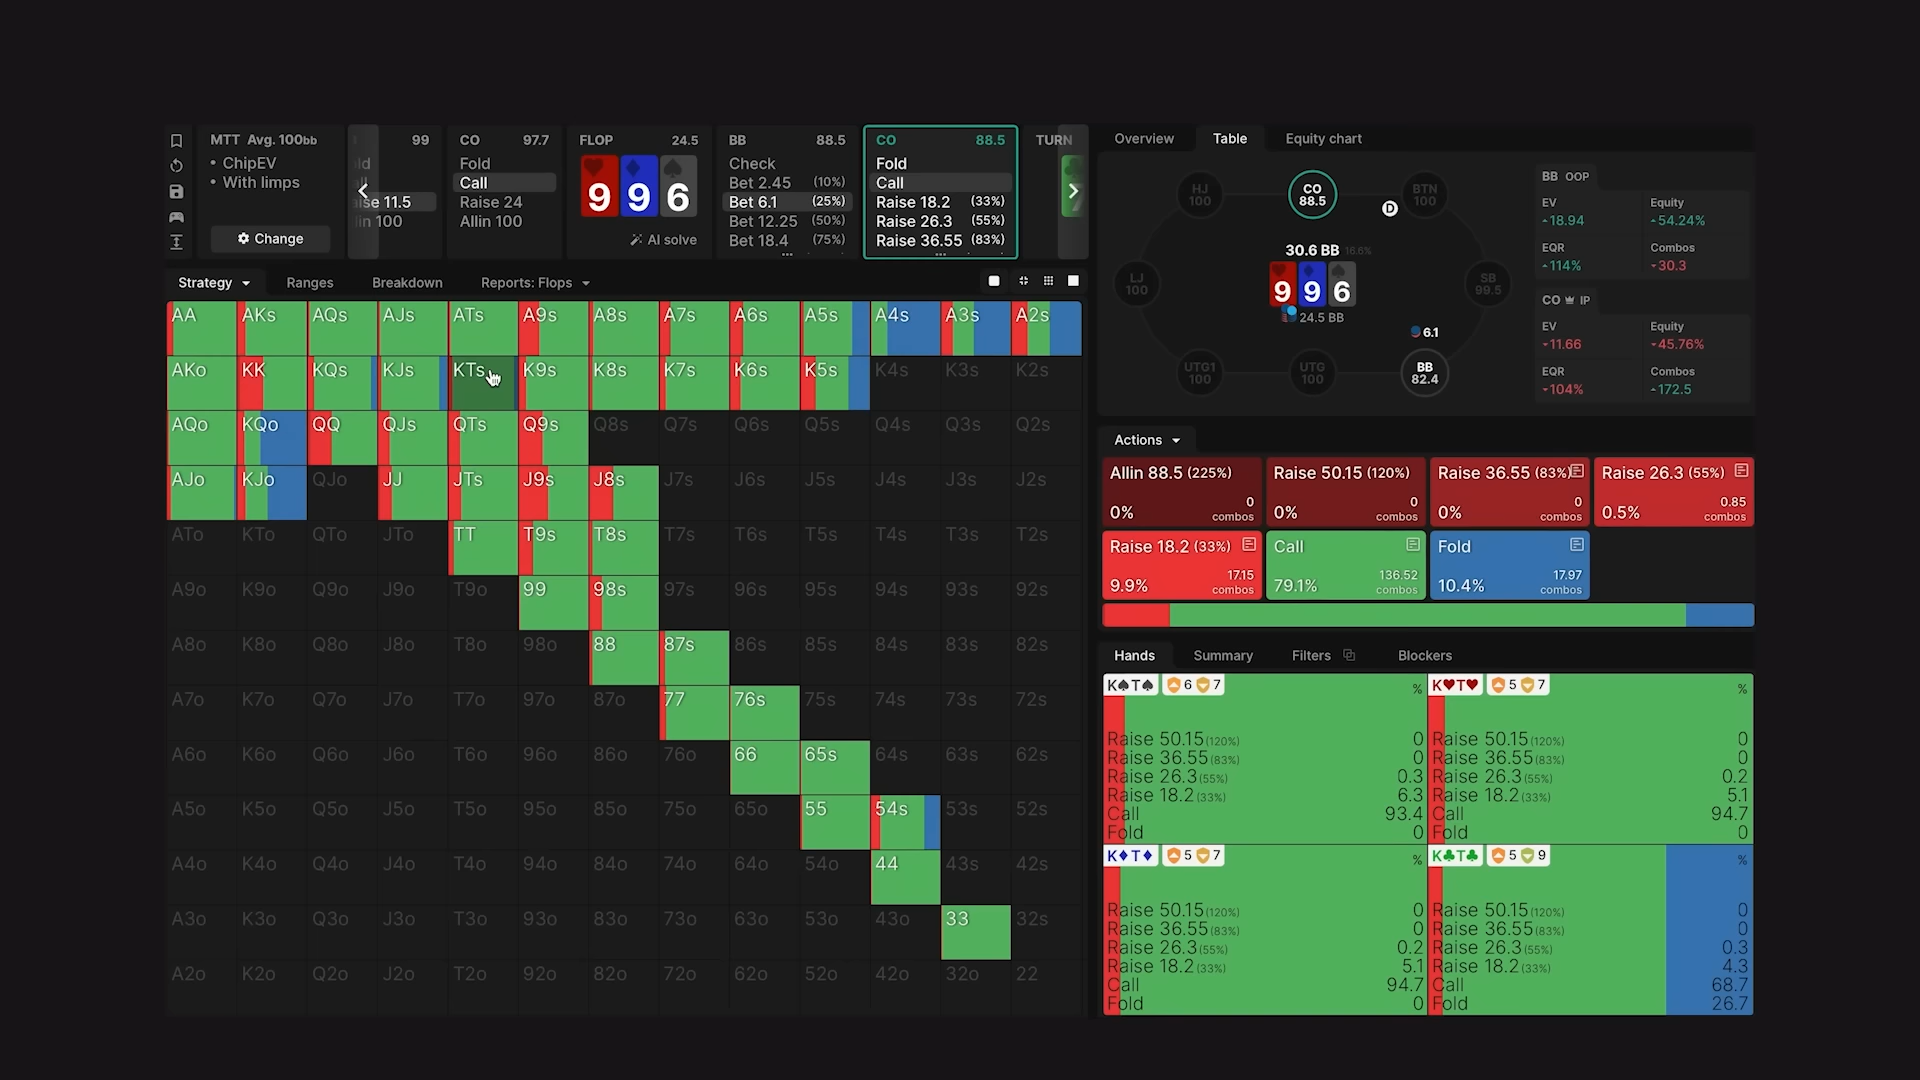 MTT Avg. 100bb
• ChipEV
• With limps
Change
99
ld
ll
ise 11.5
lin 100
CO 97.7
Fold
Call
Raise 24
Allin 100
FLOP 24.5
9 9 6
AI solve
BB 88.5
Check
Bet 2.45 (10%)
Bet 6.1 (25%)
Bet 12.25 (50%)
Bet 18.4 (75%)
...
CO 88.5
Fold
Call
Raise 18.2 (33%)
Raise 26.3 (55%)
Raise 36.55 (83%)
...
TURN
Strategy Ranges Breakdown Reports: Flops
AA AKs AQs AJs ATs A9s A8s A7s A6s A5s A4s A3s A2s
AKo KK KQs KJs KTs K9s K8s K7s K6s K5s K4s K3s K2s
AQo KQo QQ QJs QTs Q9s Q8s Q7s Q6s Q5s Q4s Q3s Q2s
AJo KJo QJo JJ JTs J9s J8s J7s J6s J5s J4s J3s J2s
ATo KTo QTo JTo TT T9s T8s T7s T6s T5s T4s T3s T2s
A9o K9o Q9o J9o T9o 99 98s 97s 96s 95s 94s 93s 92s
A8o K8o Q8o J8o T8o 98o 88 87s 86s 85s 84s 83s 82s
A7o K7o Q7o J7o T7o 97o 87o 77 76s 75s 74s 73s 72s
A6o K6o Q6o J6o T6o 96o 86o 76o 66 65s 64s 63s 62s
A5o K5o Q5o J5o T5o 95o 85o 75o 65o 55 54s 53s 52s
A4o K4o Q4o J4o T4o 94o 84o 74o 64o 54o 44 43s 42s
A3o K3o Q3o J3o T3o 93o 83o 73o 63o 53o 43o 33 32s
A2o K2o Q2o J2o T2o 92o 82o 72o 62o 52o 42o 32o 22
Overview Table Equity chart
HJ 100
CO 88.5
BTN 100
D
LJ 100
30.6 BB 16.6%
9 9 6
24.5 BB
SB 99.5
6.1
UTG1 100
UTG 100
BB 82.4
BB OOP
EV Equity
18.94 54.24%
EQR Combos
114% 30.3
CO IP
EV Equity
11.66 45.76%
EQR Combos
104% 172.5
Actions
Allin 88.5 (225%)
0% 0 combos
Raise 50.15 (120%)
0% 0 combos
Raise 36.55 (83%)
0% 0 combos
Raise 26.3 (55%)
0.5% 0.85 combos
Raise 18.2 (33%)
9.9% 17.15 combos
Call
79.1% 136.52 combos
Fold
10.4% 17.97 combos
Hands Summary Filters Blockers
K♠T♠ 6 7 %
Raise 50.15 (120%) 0
Raise 36.55 (83%) 0
Raise 26.3 (55%) 0.3
Raise 18.2 (33%) 6.3
Call 93.4
Fold 0
K♥T♥ 5 7 %
Raise 50.15 (120%) 0
Raise 36.55 (83%) 0
Raise 26.3 (55%) 0.2
Raise 18.2 (33%) 5.1
Call 94.7
Fold 0
K♦T♦ 5 7 %
Raise 50.15 (120%) 0
Raise 36.55 (83%) 0
Raise 26.3 (55%) 0.2
Raise 18.2 (33%) 5.1
Call 94.7
Fold 0
K♣T♣ 5 9 %
Raise 50.15 (120%) 0
Raise 36.55 (83%) 0
Raise 26.3 (55%) 0.3
Raise 18.2 (33%) 4.3
Call 68.7
Fold 26.7